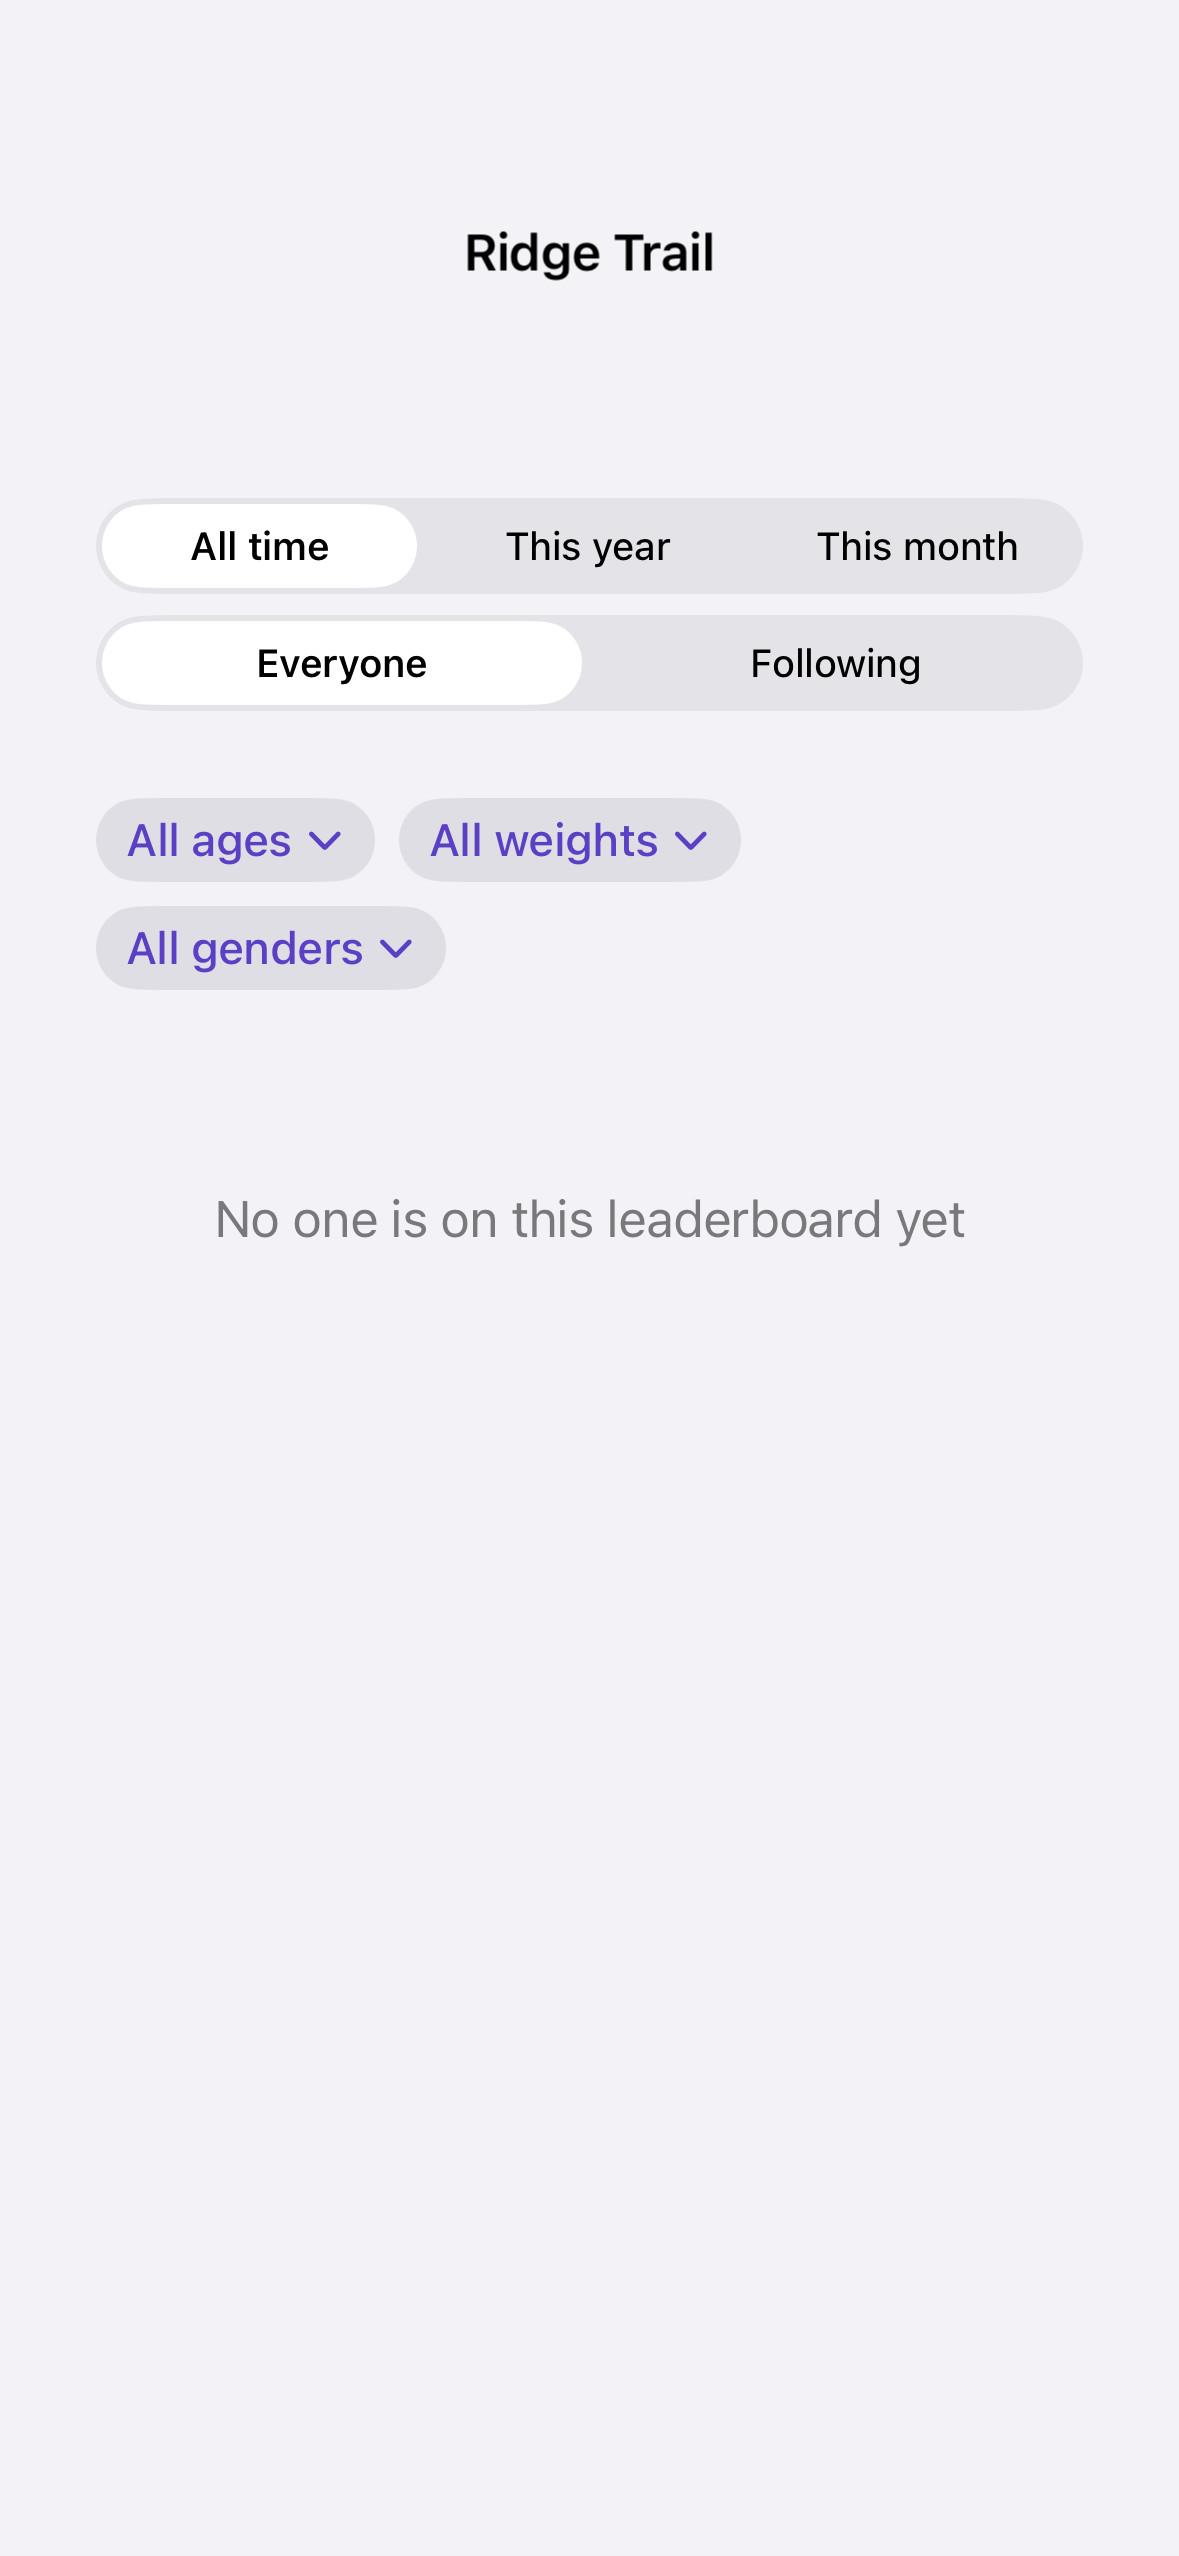 Ridge Trail
All time This year This month
Everyone Following
All ages All weights
All genders
No one is on this leaderboard yet